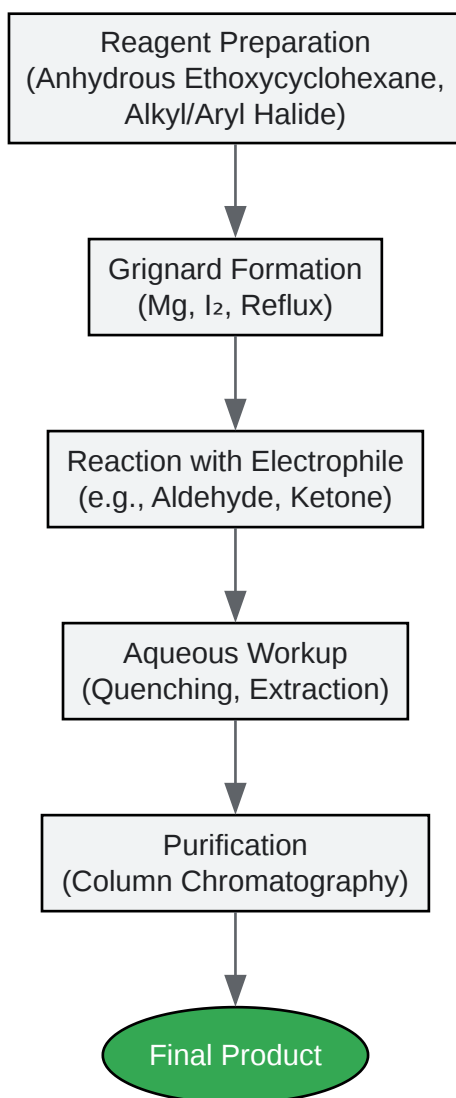 Reagent Preparation
(Anhydrous Ethoxycyclohexane,
Alkyl/Aryl Halide)
Grignard Formation
(Mg, I₂, Reflux)
Reaction with Electrophile
(e.g., Aldehyde, Ketone)
Aqueous Workup
(Quenching, Extraction)
Purification
(Column Chromatography)
Final Product